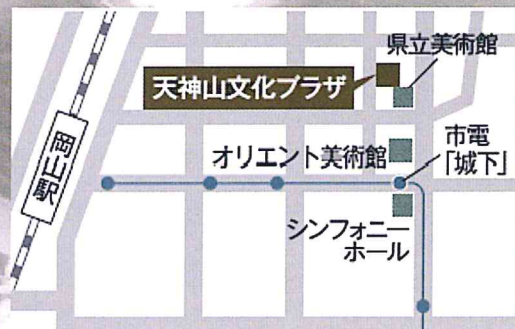 県立美術館
天神山文化プラザ
岡山駅
オリエント美術館
市電
「城下」
シンフォニー
ホール